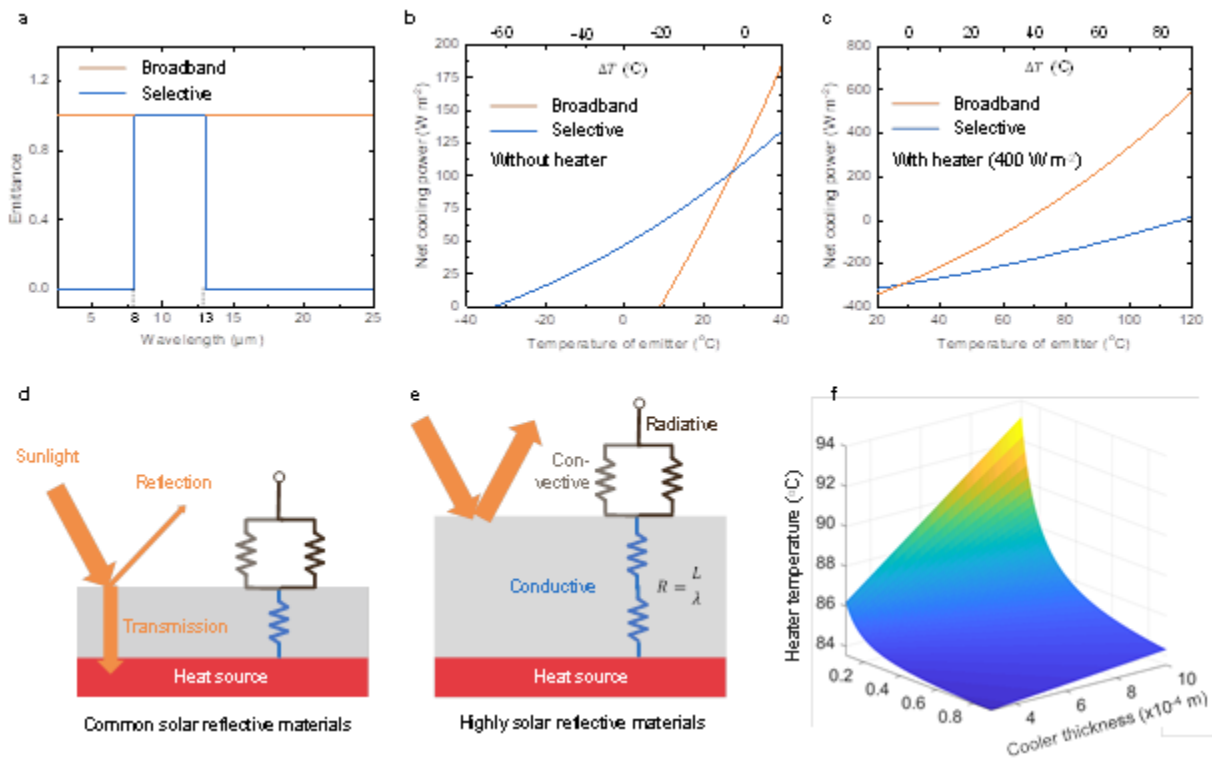 a
Broadband
Selective
Emittance
1.2
0.8
0.4
0.0
5
8
13
15
20
25
Wavelength (µm)
b
-60
-40
-20
0
ΔT (C)
Broadband
Selective
Without heater
Net cooling power (W m-2)
200
175
150
125
100
75
50
25
0
-40
-20
0
20
40
Temperature of emitter (°C)
c
0
20
40
60
80
ΔT (C)
Broadband
Selective
With heater (400 W m-2)
Net cooling power (W m-2)
800
600
400
200
0
-200
-400
20
40
60
80
100
120
Temperature of emitter (°C)
d
Sunlight
Reflection
Transmission
Heat source
Common solar reflective materials
e
Radiative
Con-
vective
Conductive
R = L/λ
Heat source
Highly solar reflective materials
f
Heater temperature (°C)
94
92
90
88
86
84
0.2
0.4
0.6
0.8
4
6
8
10
Cooler thickness (x10-4 m)